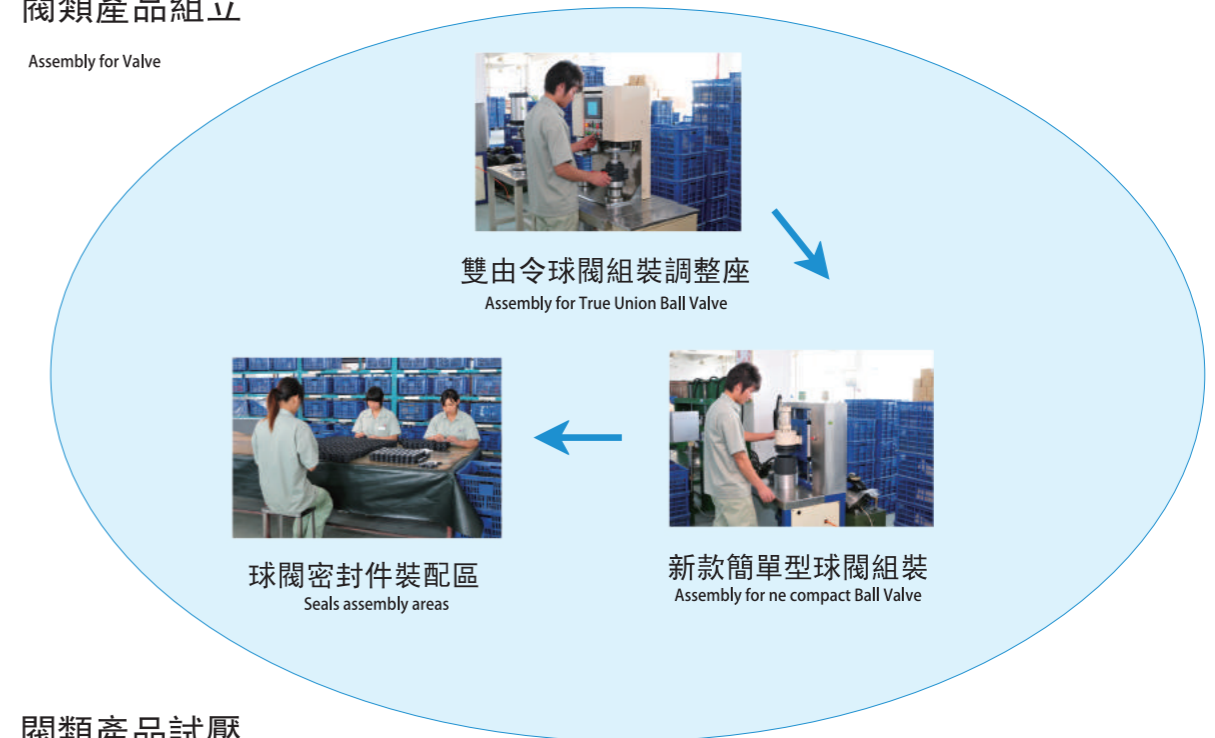 閥類產品組立
Assembly for Valve
雙由令球閥組裝調整座
Assembly for True Union Ball Valve
球閥密封件裝配區
Seals assembly areas
新款簡單型球閥組裝
Assembly for ne compact Ball Valve
閥類產品試壓